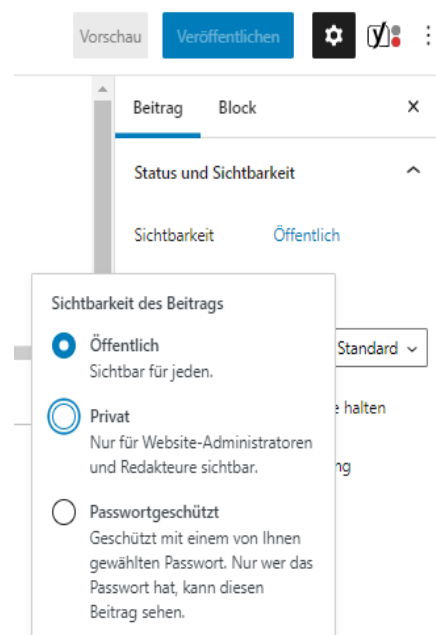 Vorschau Veröffentlichen
Beitrag Block
Status und Sichtbarkeit
Sichtbarkeit Öffentlich
Sichtbarkeit des Beitrags
Öffentlich
Sichtbar für jeden.
Standard
Privat
e halten
Nur für Website-Administratoren
und Redakteure sichtbar.
ng
Passwortgeschützt
Geschützt mit einem von Ihnen
gewählten Passwort. Nur wer das
Passwort hat, kann diesen
Beitrag sehen.